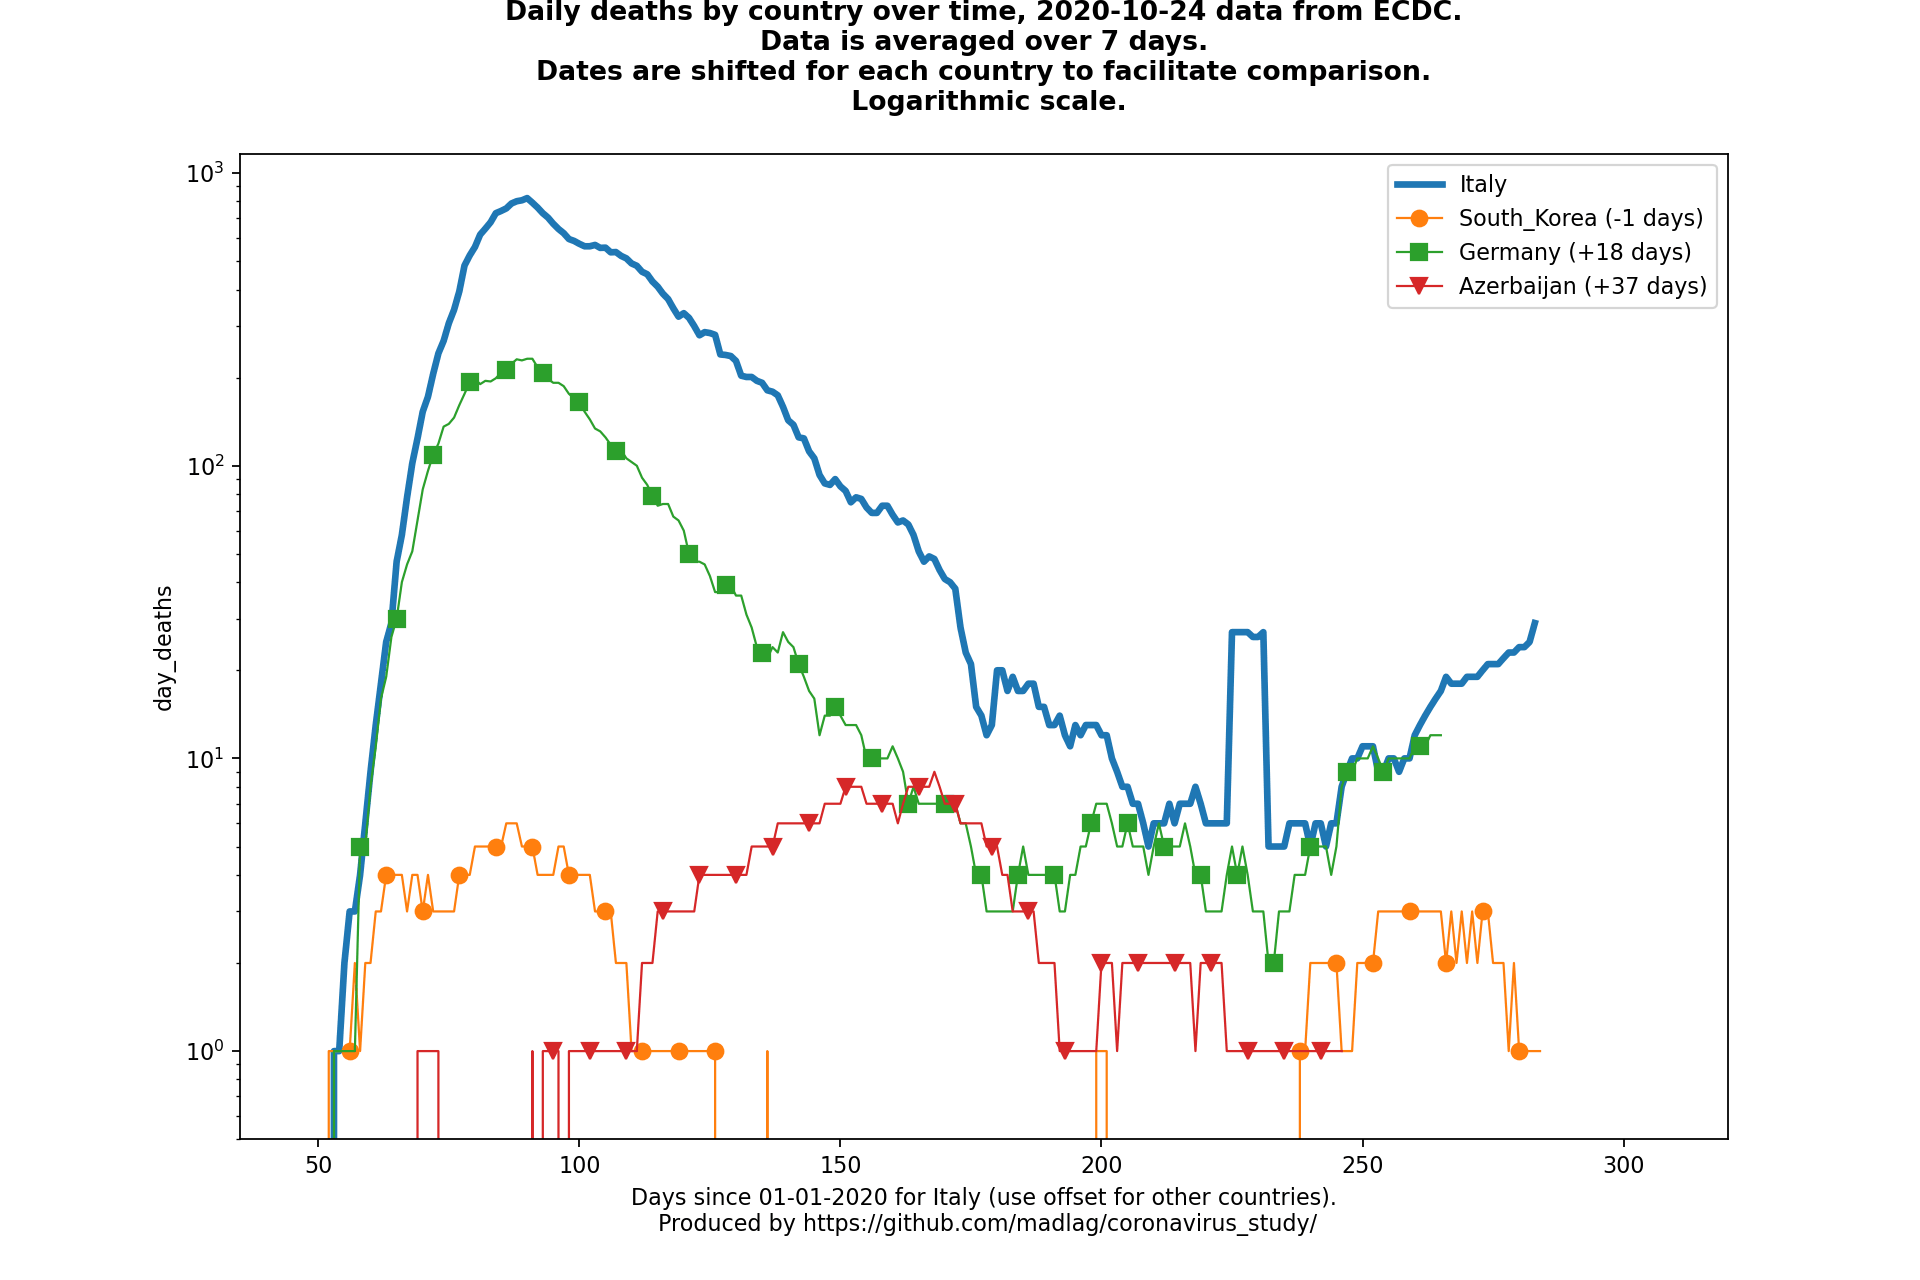 Daily deaths by country over time, 2020-10-24 data from ECDC.
Data is averaged over 7 days.
Dates are shifted for each country to facilitate comparison.
Logarithmic scale.
10³
10²
10¹
10⁰
day_deaths
Italy
South_Korea (-1 days)
Germany (+18 days)
Azerbaijan (+37 days)
50 100 150 200 250 300
Days since 01-01-2020 for Italy (use offset for other countries).
Produced by https://github.com/madlag/coronavirus_study/